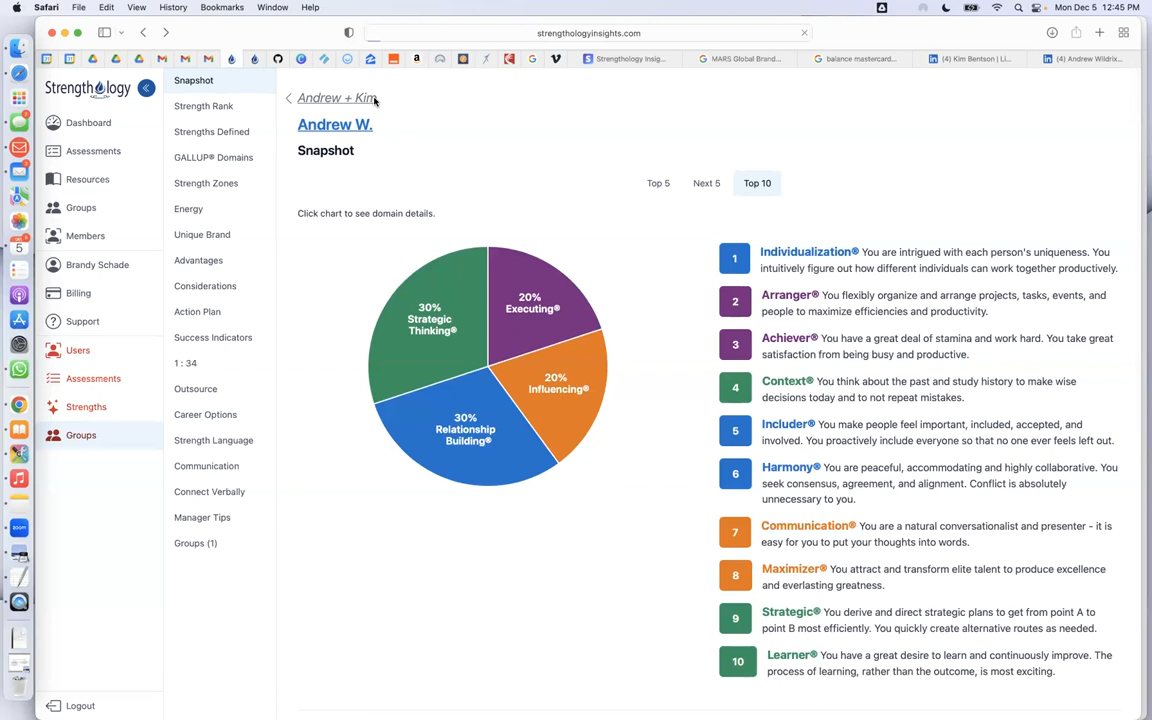 Safari File Edit View History Bookmarks Window Help
Mon Dec 5 12:45 PM
strengthologyinsights.com
Strengthology Insig...
MARS Global Brand...
balance mastercard...
(4) Kim Bentson | Li...
(4) Andrew Wildrix...
Strengthology
Dashboard
Assessments
Resources
Groups
Members
Brandy Schade
Billing
Support
Users
Assessments
Strengths
Groups
Logout
Snapshot
Strength Rank
Strengths Defined
GALLUP® Domains
Strength Zones
Energy
Unique Brand
Advantages
Considerations
Action Plan
Success Indicators
1 : 34
Outsource
Career Options
Strength Language
Communication
Connect Verbally
Manager Tips
Groups (1)
Andrew + Kim
Andrew W.
Snapshot
Top 5 Next 5 Top 10
Click chart to see domain details.
30%
Strategic
Thinking®
20%
Executing®
20%
Influencing®
30%
Relationship
Building®
1 Individualization® You are intrigued with each person's uniqueness. You
intuitively figure out how different individuals can work together productively.
2 Arranger® You flexibly organize and arrange projects, tasks, events, and
people to maximize efficiencies and productivity.
3 Achiever® You have a great deal of stamina and work hard. You take great
satisfaction from being busy and productive.
4 Context® You think about the past and study history to make wise
decisions today and to not repeat mistakes.
5 Includer® You make people feel important, included, accepted, and
involved. You proactively include everyone so that no one ever feels left out.
6 Harmony® You are peaceful, accommodating and highly collaborative. You
seek consensus, agreement, and alignment. Conflict is absolutely
unnecessary to you.
7 Communication® You are a natural conversationalist and presenter - it is
easy for you to put your thoughts into words.
8 Maximizer® You attract and transform elite talent to produce excellence
and everlasting greatness.
9 Strategic® You derive and direct strategic plans to get from point A to
point B most efficiently. You quickly create alternative routes as needed.
10 Learner® You have a great desire to learn and continuously improve. The
process of learning, rather than the outcome, is most exciting.